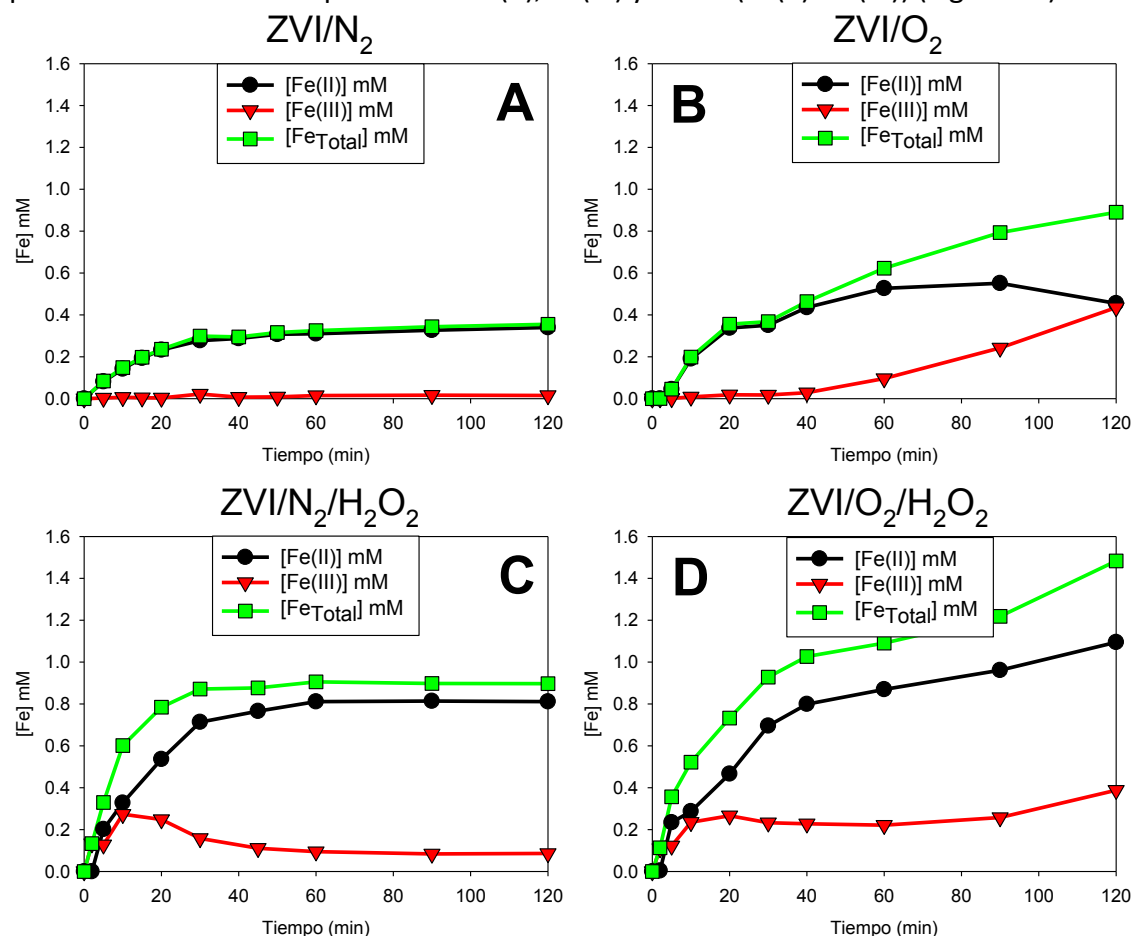 ZVI/N2
1.6
1.4
1.2
1.0
0.8
0.6
0.4
0.2
0.0
[Fe] mM
[Fe(II)] mM
[Fe(III)] mM
[FeTotal] mM
A
0 20 40 60 80 100 120
Tiempo (min)
ZVI/O2
1.6
1.4
1.2
1.0
0.8
0.6
0.4
0.2
0.0
[Fe] mM
B
[Fe(II)] mM
[Fe(III)] mM
[FeTotal] mM
0 20 40 60 80 100 120
Tiempo (min)
ZVI/N2/H2O2
1.6
1.4
1.2
1.0
0.8
0.6
0.4
0.2
0.0
[Fe] mM
[Fe(II)] mM
[Fe(III)] mM
[FeTotal] mM
C
0 20 40 60 80 100 120
Tiempo (min)
ZVI/O2/H2O2
1.6
1.4
1.2
1.0
0.8
0.6
0.4
0.2
0.0
[Fe] mM
D
[Fe(II)] mM
[Fe(III)] mM
[FeTotal] mM
0 20 40 60 80 100 120
Tiempo (min)